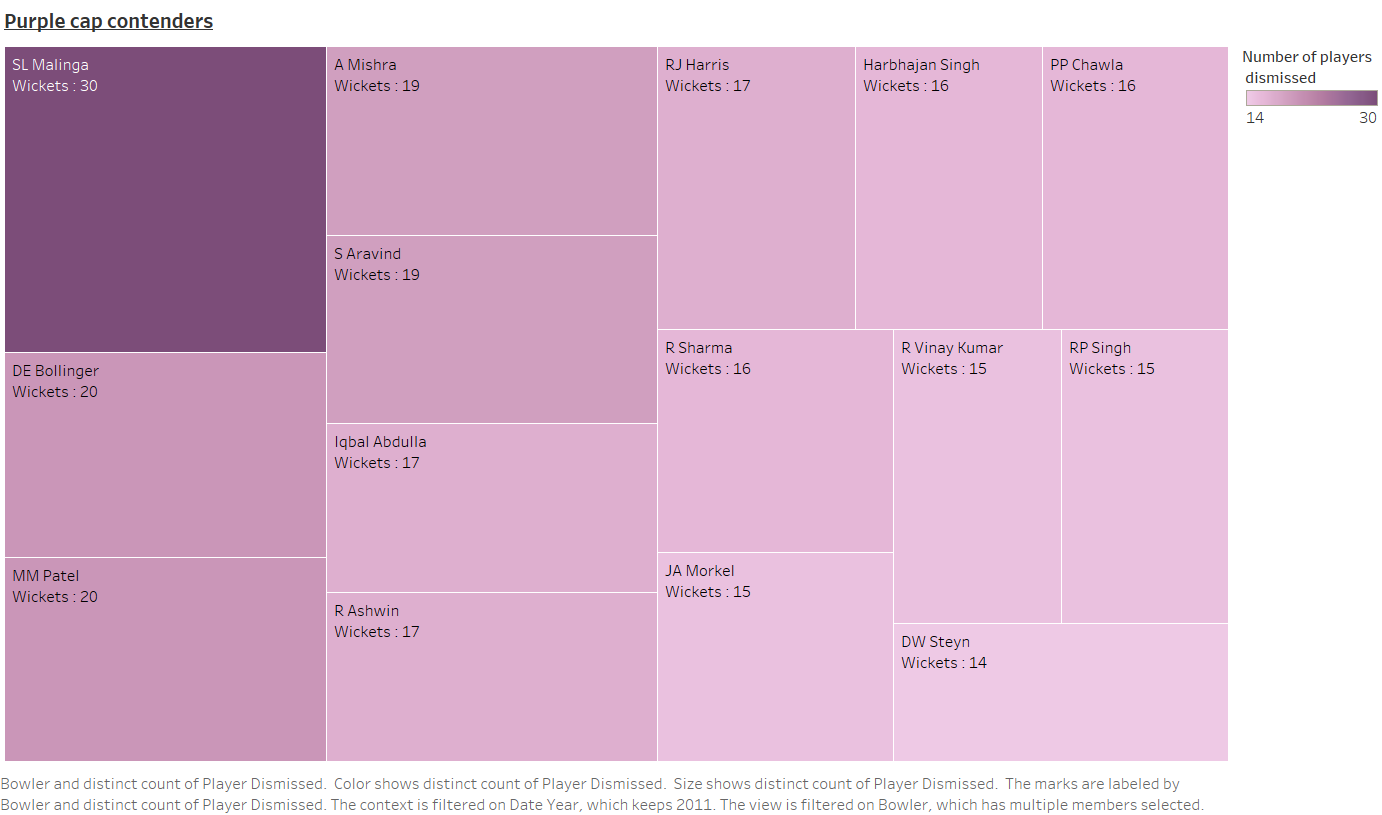 Purple cap contenders
SL Malinga
Wickets : 30
DE Bollinger
Wickets : 20
MM Patel
Wickets : 20
A Mishra
Wickets : 19
S Aravind
Wickets : 19
Iqbal Abdulla
Wickets : 17
R Ashwin
Wickets : 17
RJ Harris
Wickets : 17
Harbhajan Singh
Wickets : 16
PP Chawla
Wickets : 16
R Sharma
Wickets : 16
JA Morkel
Wickets : 15
R Vinay Kumar
Wickets : 15
RP Singh
Wickets : 15
DW Steyn
Wickets : 14
Number of players
dismissed
14 30
Bowler and distinct count of Player Dismissed.  Color shows distinct count of Player Dismissed.  Size shows distinct count of Player Dismissed.  The marks are labeled by
Bowler and distinct count of Player Dismissed. The context is filtered on Date Year, which keeps 2011. The view is filtered on Bowler, which has multiple members selected.